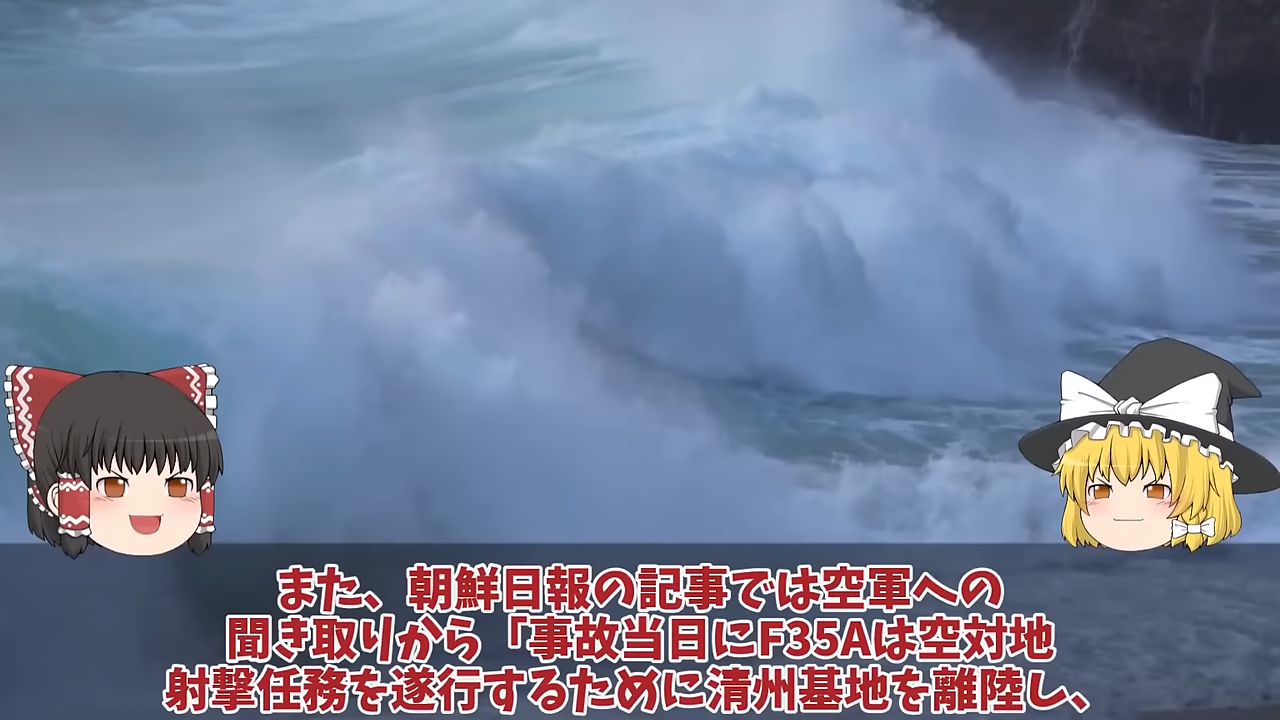 また、朝鮮日報の記事では空軍への
聞き取りから「事故当日にF35Aは空対地
射撃任務を遂行するために清州基地を離陸し、